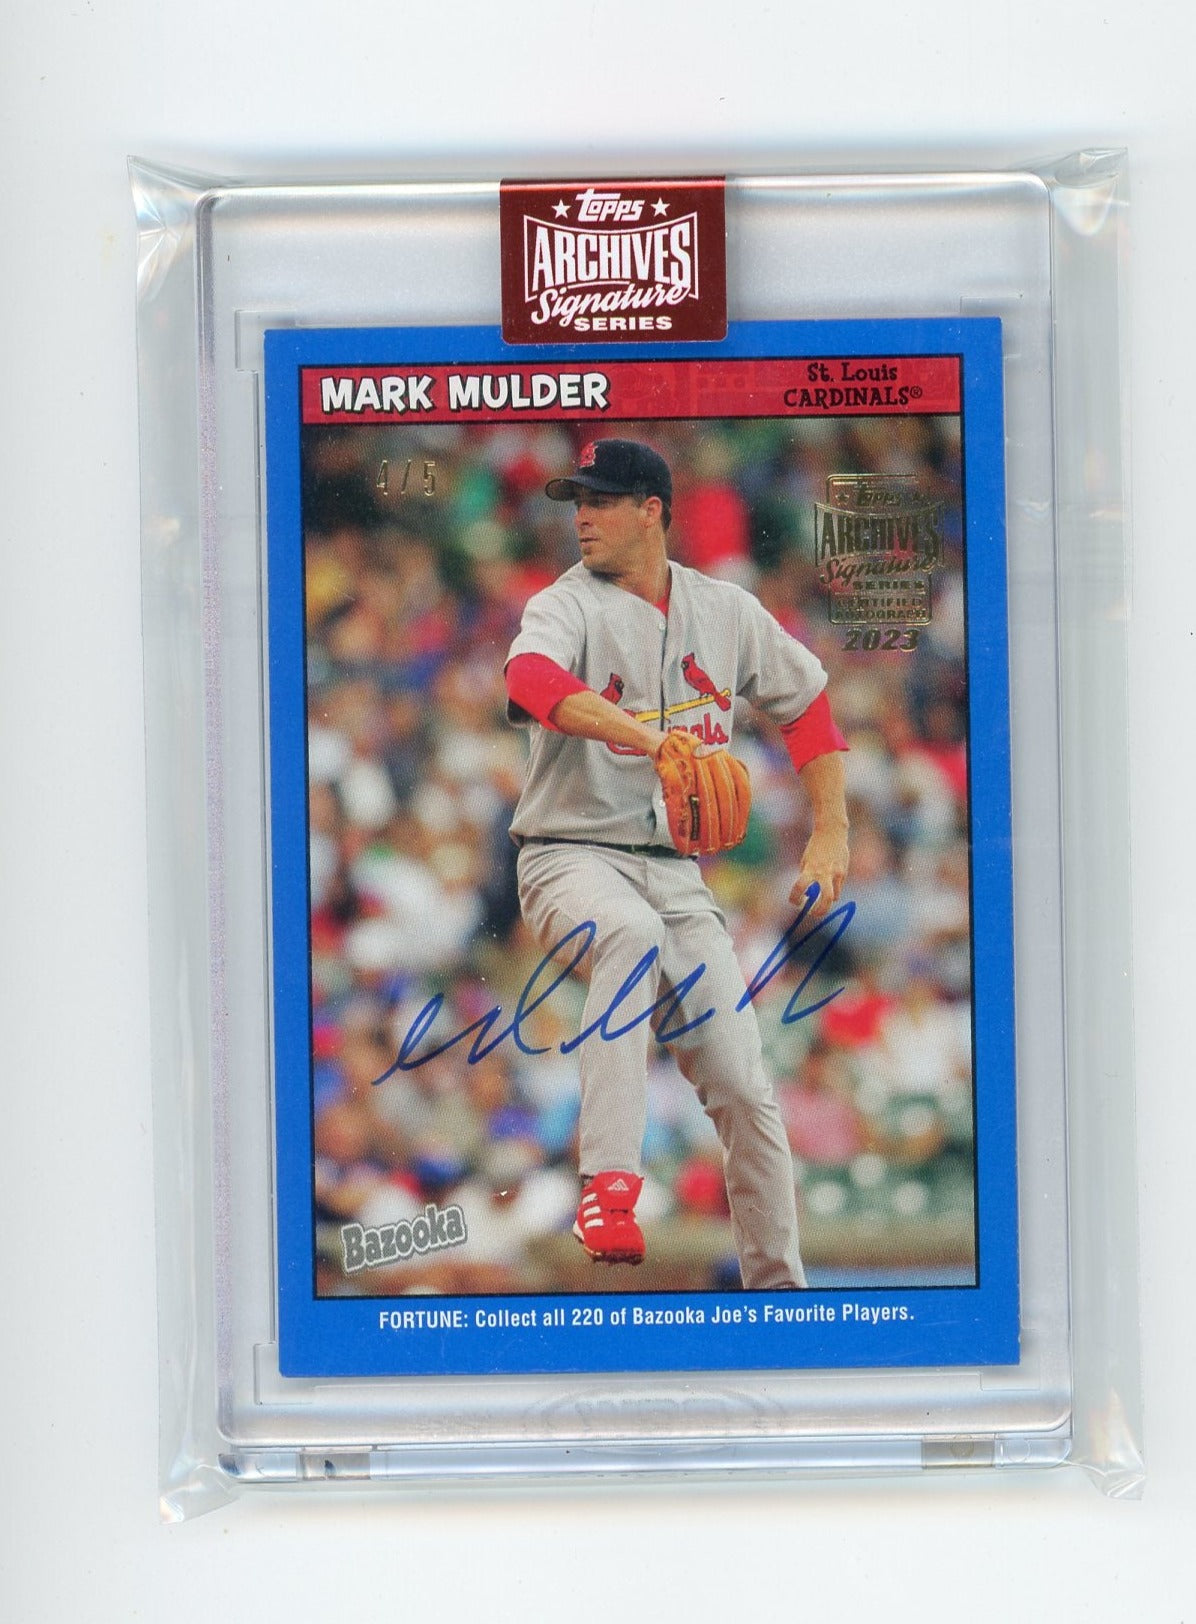 Topps
ARCHIVES
Signature
SERIES
MARK MULDER
St. Louis
CARDINALS®
4/5
Topps
ARCHIVES
Signature
SERIES
CERTIFIED
AUTOGRAPH
2023
Cardinals
Bazooka
FORTUNE: Collect all 220 of Bazooka Joe's Favorite Players.